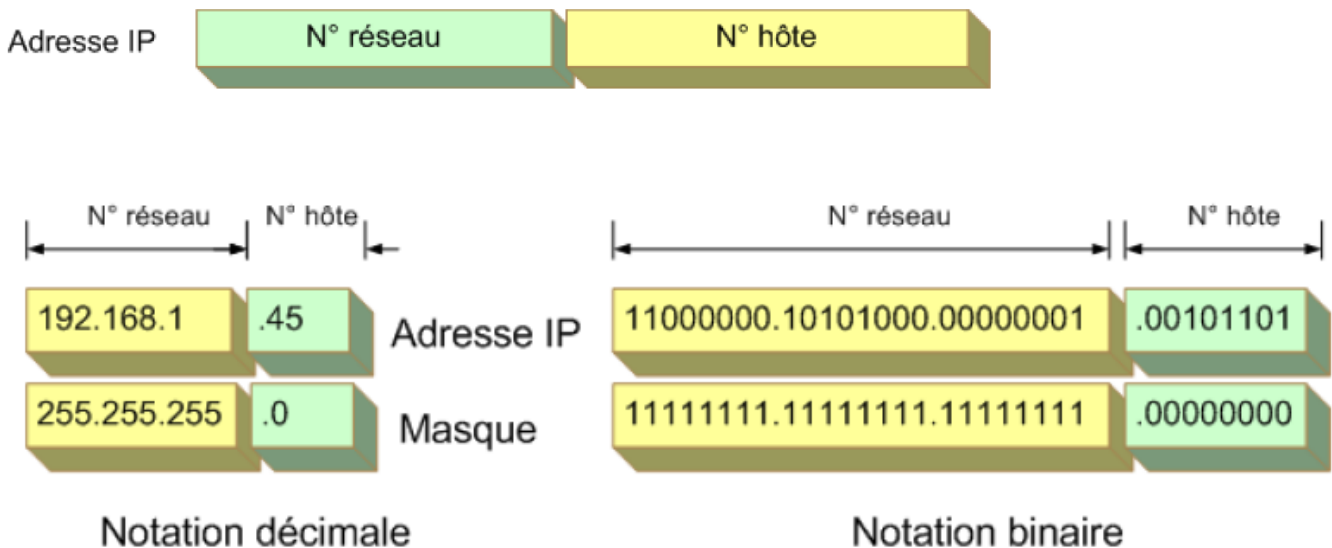 Adresse IP N° réseau N° hôte
N° réseau N° hôte N° réseau N° hôte
192.168.1 .45 Adresse IP 11000000.10101000.00000001 .00101101
255.255.255 .0 Masque 11111111.11111111.11111111 .00000000
Notation décimale Notation binaire